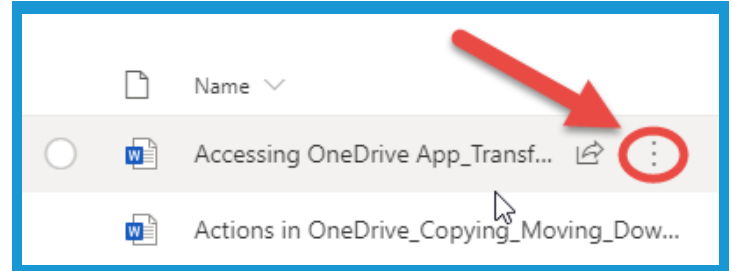 Name
Accessing OneDrive App_Transf...
Actions in OneDrive_Copying_Moving_Dow...